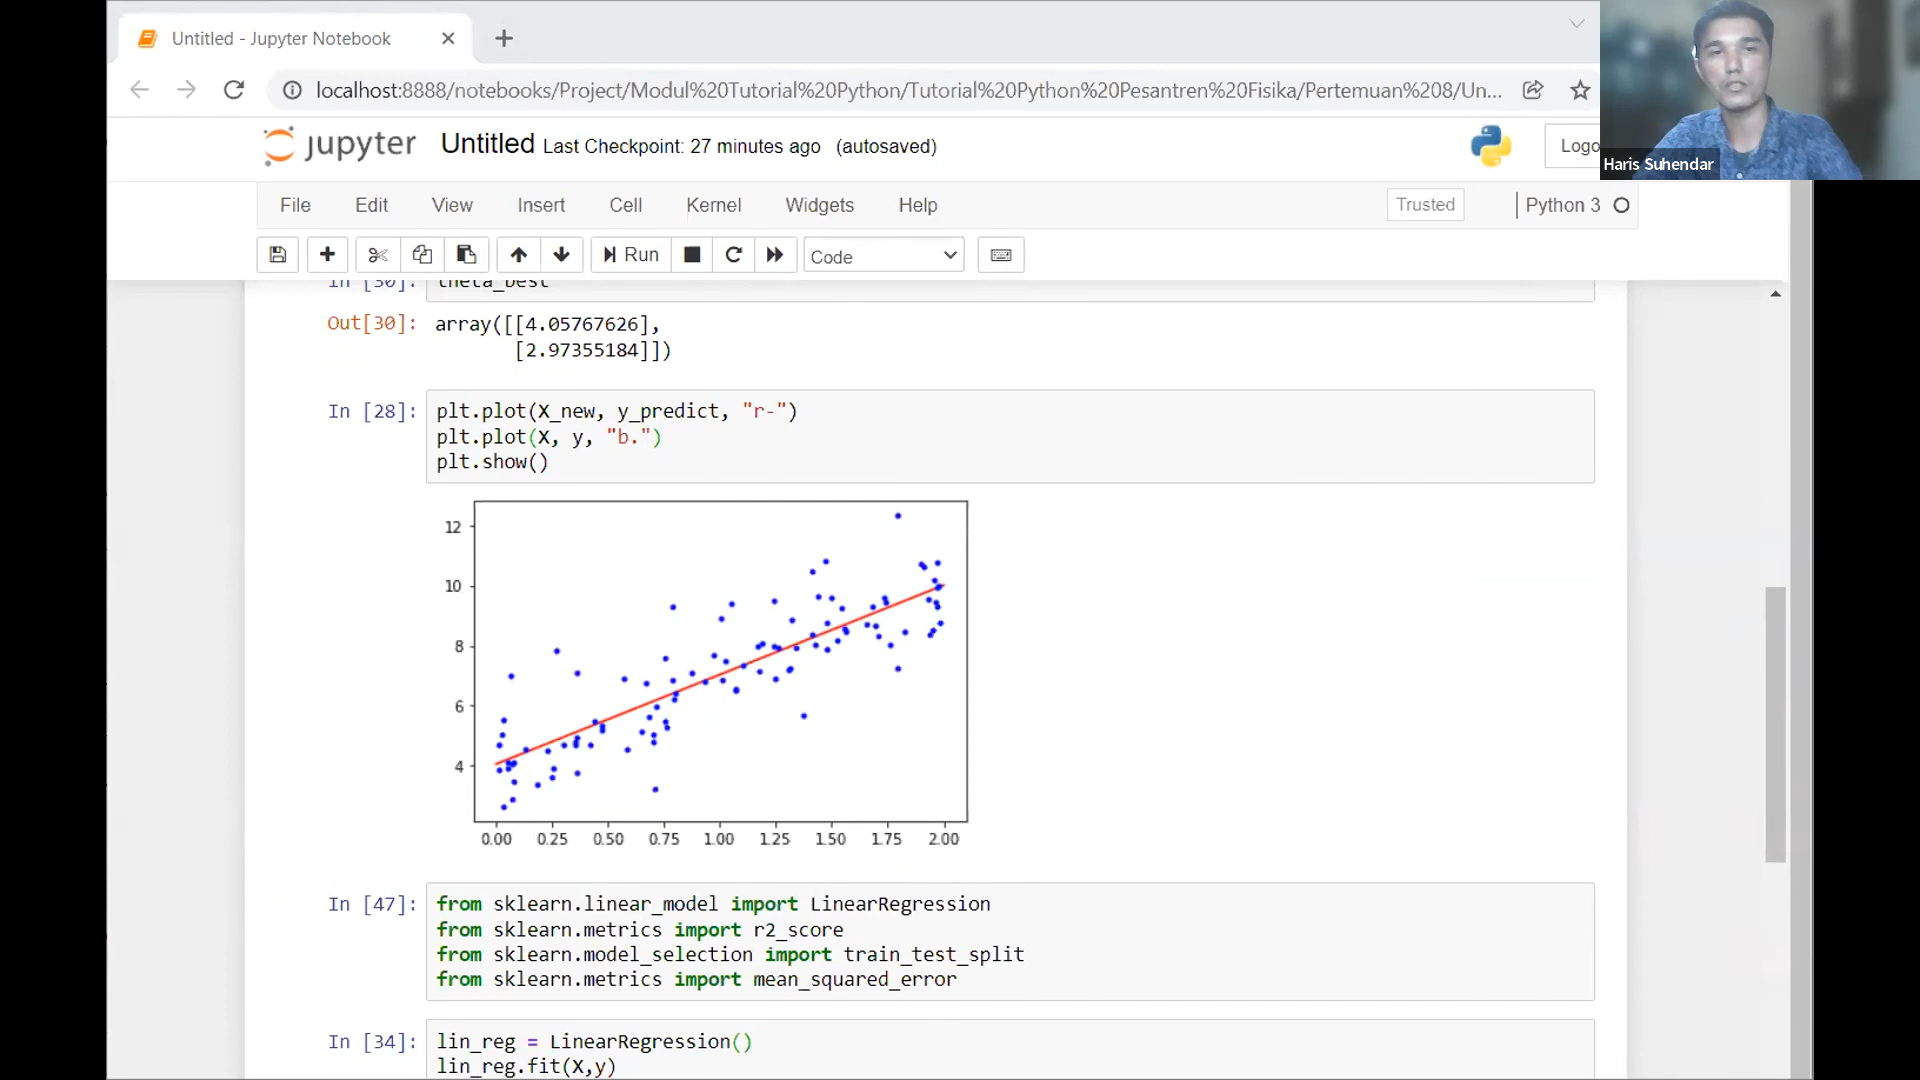 Untitled - Jupyter Notebook
localhost:8888/notebooks/Project/Modul%20Tutorial%20Python/Tutorial%20Python%20Pesantren%20Fisika/Pertemuan%208/Un...
jupyter Untitled Last Checkpoint: 27 minutes ago (autosaved)
Logo
Haris Suhendar
File Edit View Insert Cell Kernel Widgets Help Trusted Python 3
Run Code
In [30]: theta_best
Out[30]: array([[4.05767626],
[2.97355184]])
In [28]: plt.plot(X_new, y_predict, "r-")
plt.plot(X, y, "b.")
plt.show()
12
10
8
6
4
0.00 0.25 0.50 0.75 1.00 1.25 1.50 1.75 2.00
In [47]: from sklearn.linear_model import LinearRegression
from sklearn.metrics import r2_score
from sklearn.model_selection import train_test_split
from sklearn.metrics import mean_squared_error
In [34]: lin_reg = LinearRegression()
lin_reg.fit(X,y)